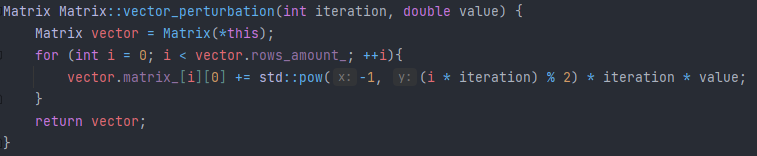 Matrix Matrix::vector_perturbation(int iteration, double value) {
    Matrix vector = Matrix(*this);
    for (int i = 0; i < vector.rows_amount_; ++i){
        vector.matrix_[i][0] += std::pow( x: -1, y: (i * iteration) % 2) * iteration * value;
    }
    return vector;
}